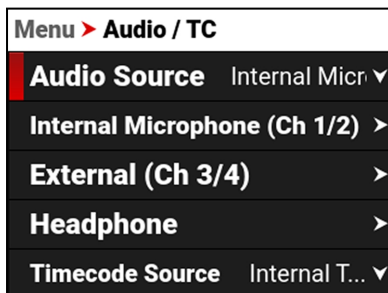 Menu > Audio / TC
Audio Source Internal Micr
Internal Microphone (Ch 1/2) >
External (Ch 3/4) >
Headphone >
Timecode Source Internal T...